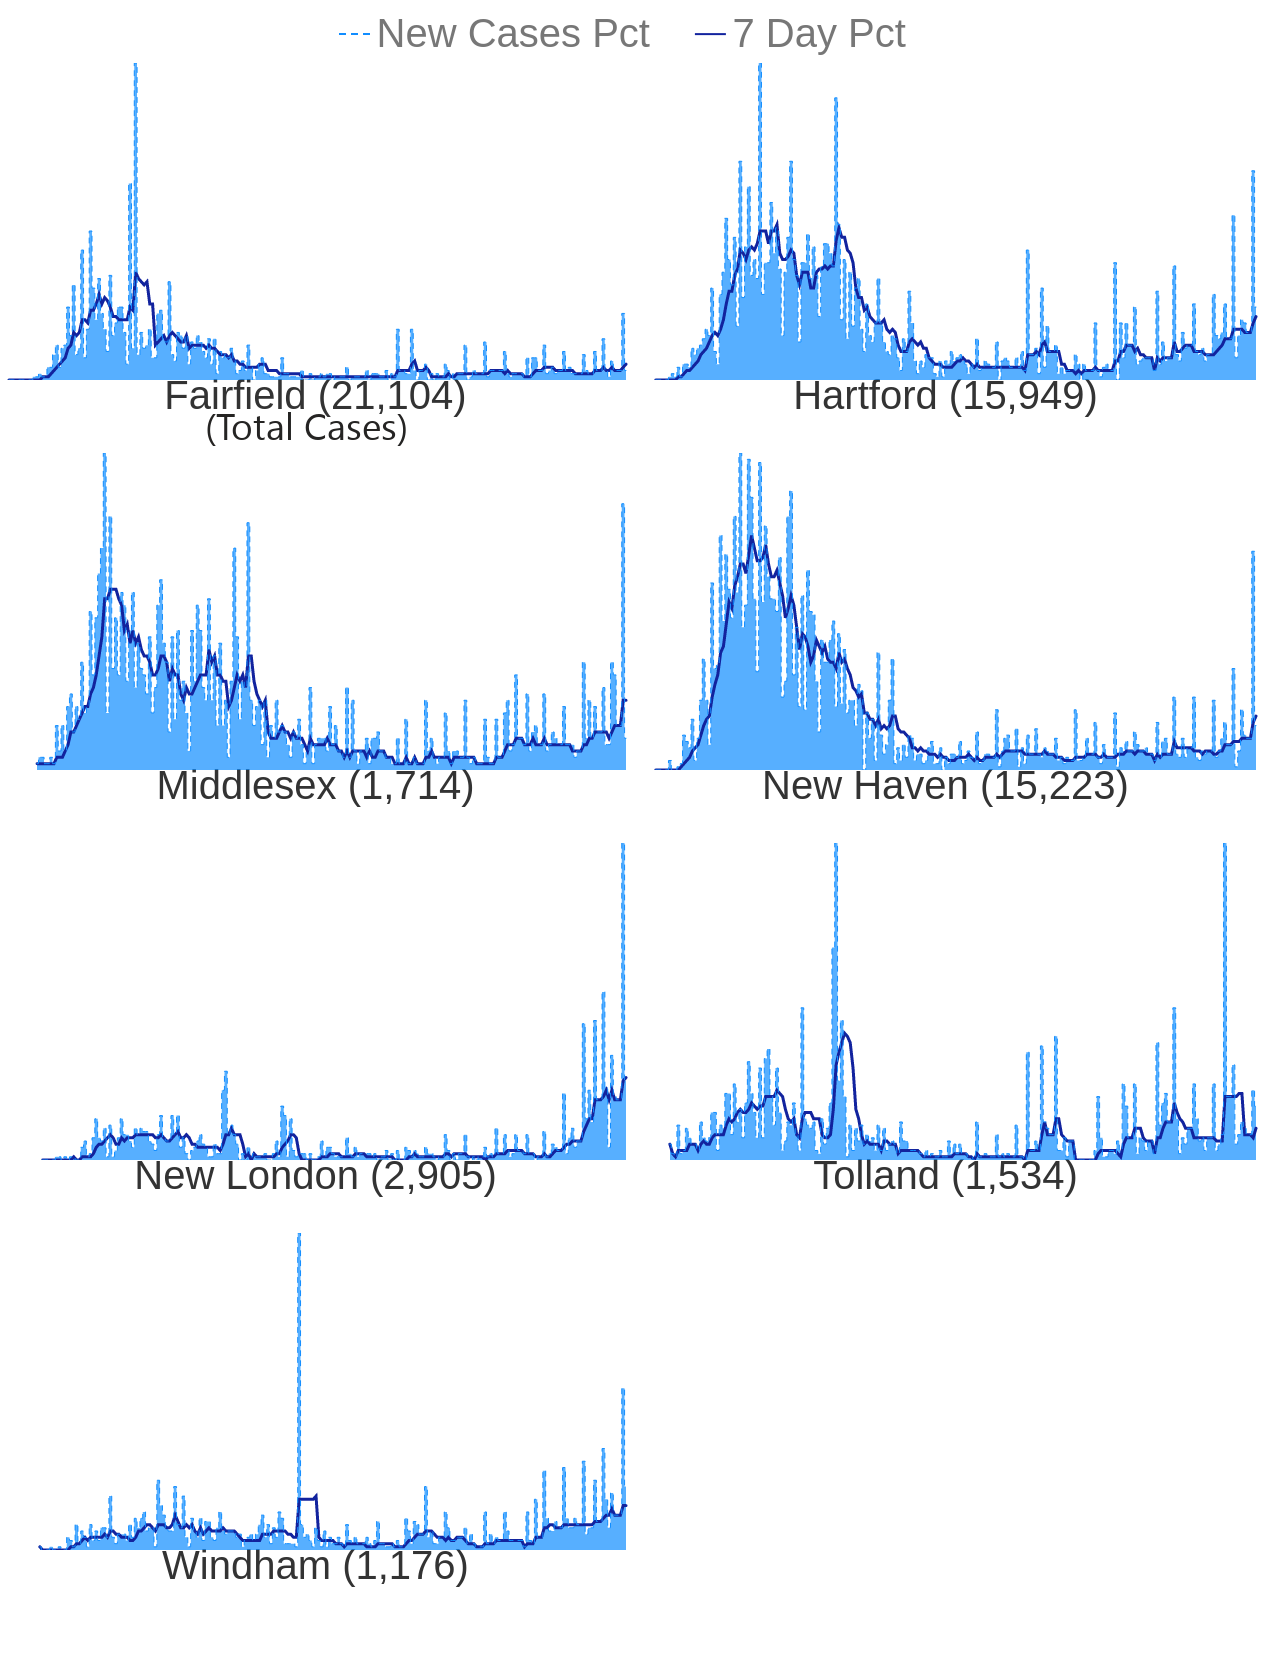 New Cases Pct 7 Day Pct
Fairfield (21,104) Hartford (15,949)
(Total Cases)
Middlesex (1,714) New Haven (15,223)
New London (2,905) Tolland (1,534)
Windham (1,176)